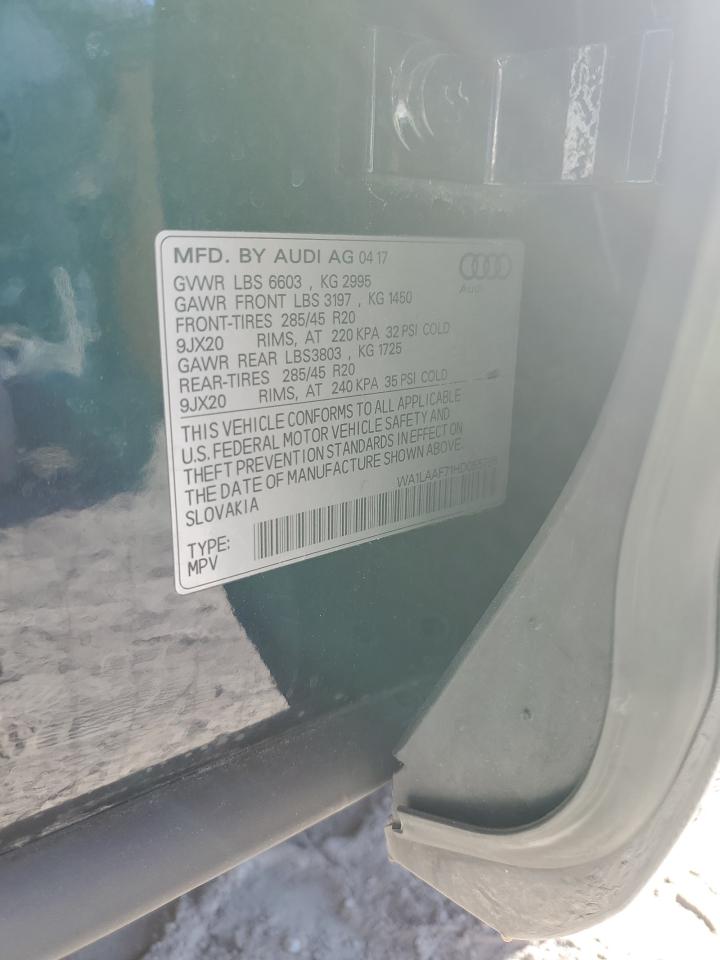 MFD. BY AUDI AG 04 17
Audi
GVWR LBS 6603 , KG 2995
GAWR FRONT LBS 3197 , KG 1450
FRONT-TIRES 285/45 R20
9JX20 RIMS, AT 220 KPA 32 PSI COLD
GAWR REAR LBS3803 , KG 1725
REAR-TIRES 285/45 R20
9JX20 RIMS, AT 240 KPA 35 PSI COLD
THIS VEHICLE CONFORMS TO ALL APPLICABLE
U.S. FEDERAL MOTOR VEHICLE SAFETY AND
THEFT PREVENTION STANDARDS IN EFFECT ON
THE DATE OF MANUFACTURE SHOWN ABOVE.
SLOVAKIA
TYPE:
MPV